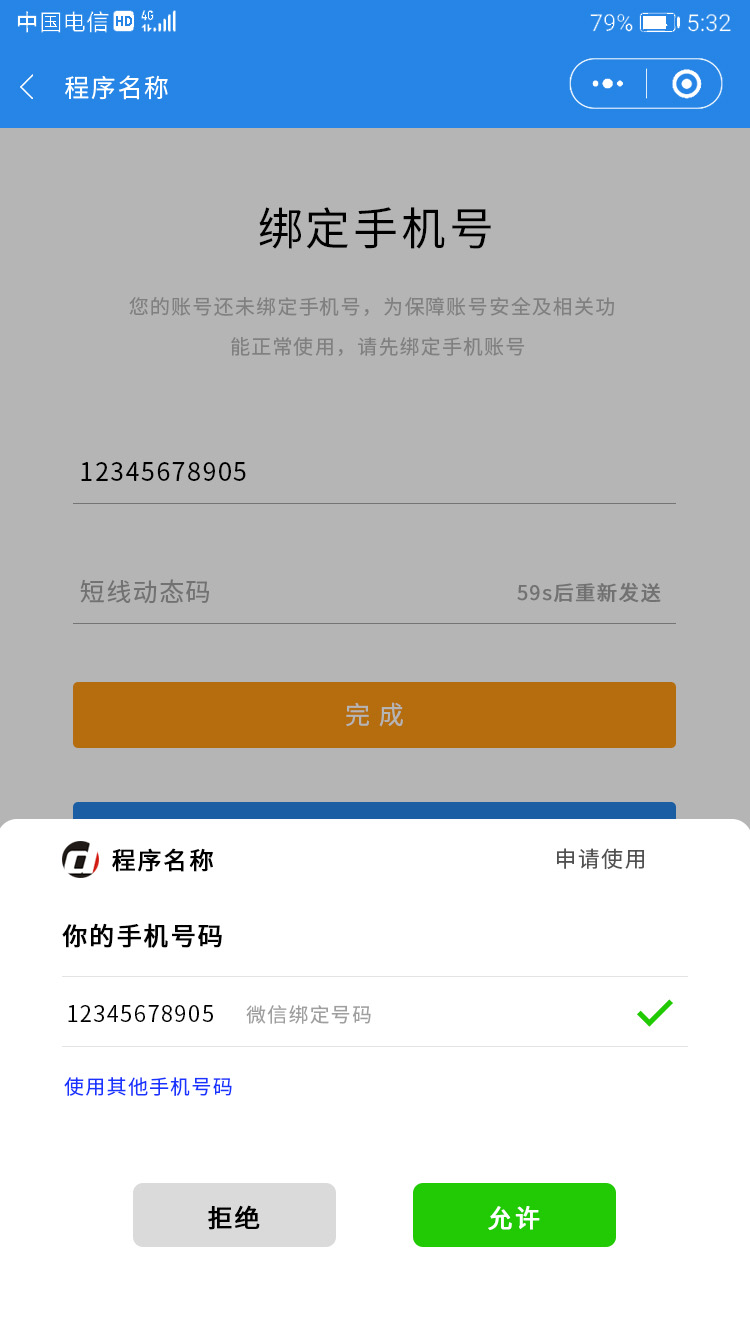 中国电信 HD 4G 79% 5:32
程序名称
绑定手机号
您的账号还未绑定手机号，为保障账号安全及相关功
能正常使用，请先绑定手机账号
12345678905
短线动态码 59s后重新发送
完成
程序名称 申请使用
你的手机号码
12345678905 微信绑定号码
使用其他手机号码
拒绝 允许